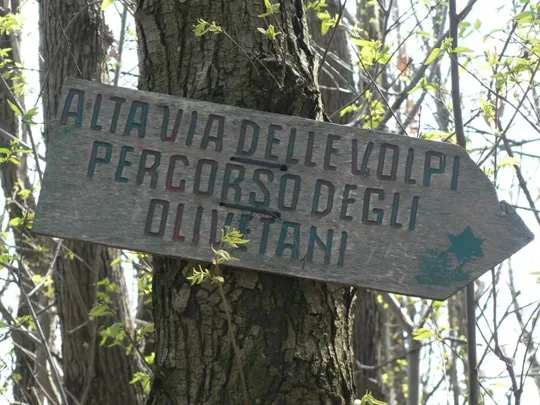 ALTA VIA DELLE VOLPI
PERCORSO DEGLI
OLIVETANI